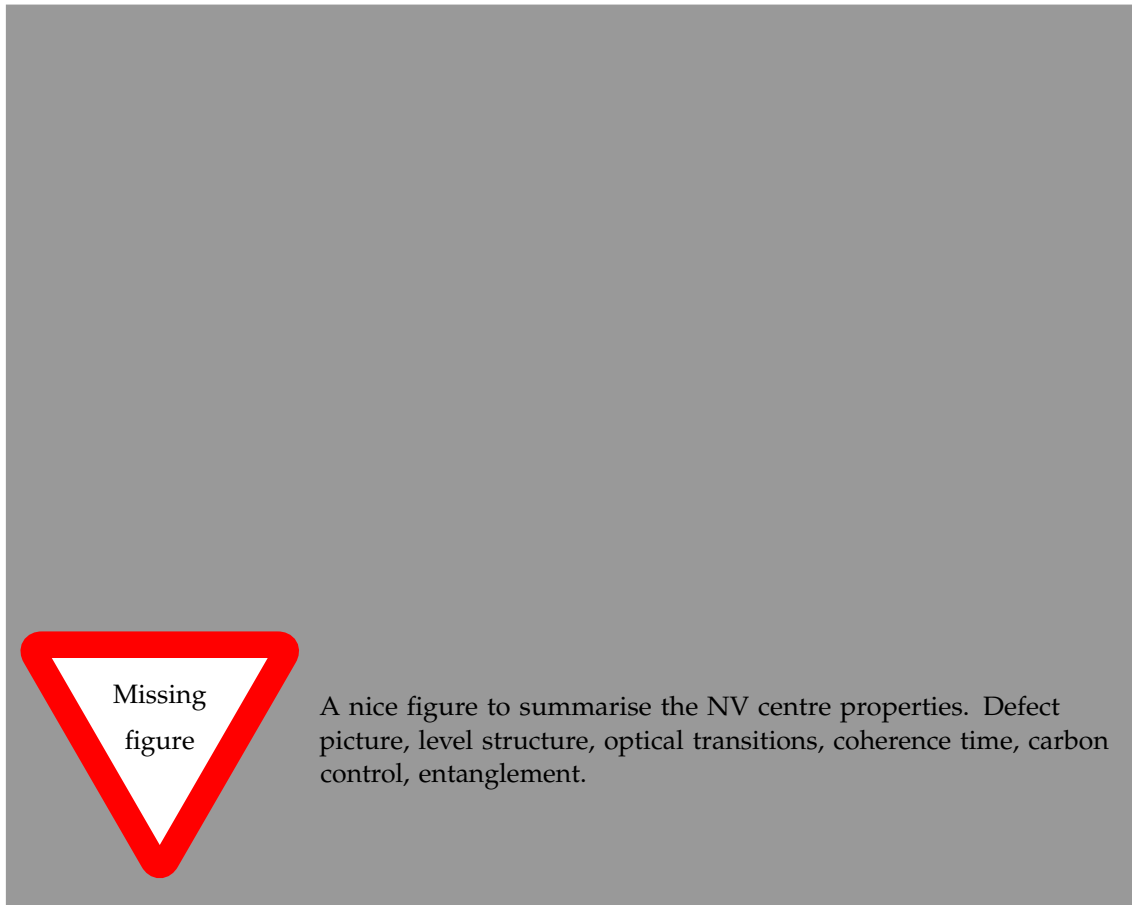 Missing
figure
A nice figure to summarise the NV centre properties. Defect
picture, level structure, optical transitions, coherence time, carbon
control, entanglement.